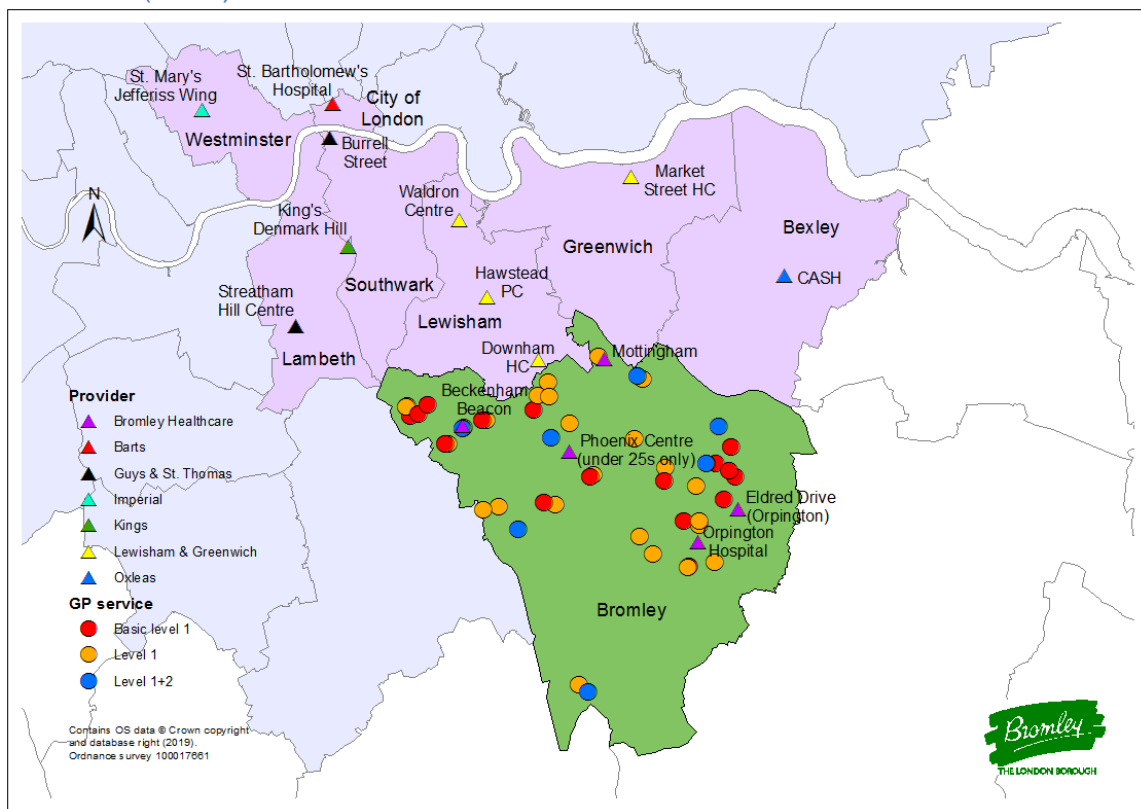 St. Mary's
Jefferiss Wing
St. Bartholomew's
Hospital
City of
London
Westminster
Burrell
Street
Waldron
Centre
Market
Street HC
N
King's
Denmark Hill
Greenwich
Bexley
CASH
Southwark
Hawstead
PC
Streatham
Hill Centre
Lewisham
Lambeth
Downham
HC
Mottingham
Beckenham
Beacon
Phoenix Centre
(under 25s only)
Eldred Drive
(Orpington)
Orpington
Hospital
Bromley
Provider
Bromley Healthcare
Barts
Guys & St. Thomas
Imperial
Kings
Lewisham & Greenwich
Oxleas
GP service
Basic level 1
Level 1
Level 1+2
Contains OS data © Crown copyright
and database right (2019).
Ordnance survey 100017661
Bromley
THE LONDON BOROUGH